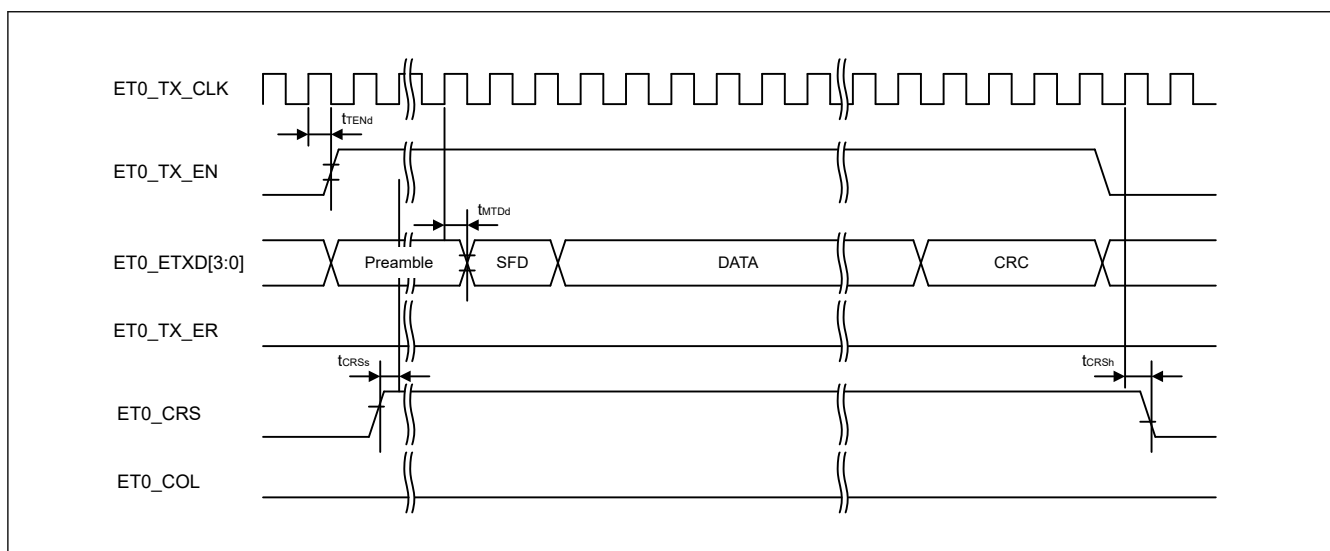 ET0_TX_CLK
tTENd
ET0_TX_EN
tMTDd
ET0_ETXD[3:0] Preamble SFD DATA CRC
ET0_TX_ER
tCRSs tCRSh
ET0_CRS
ET0_COL